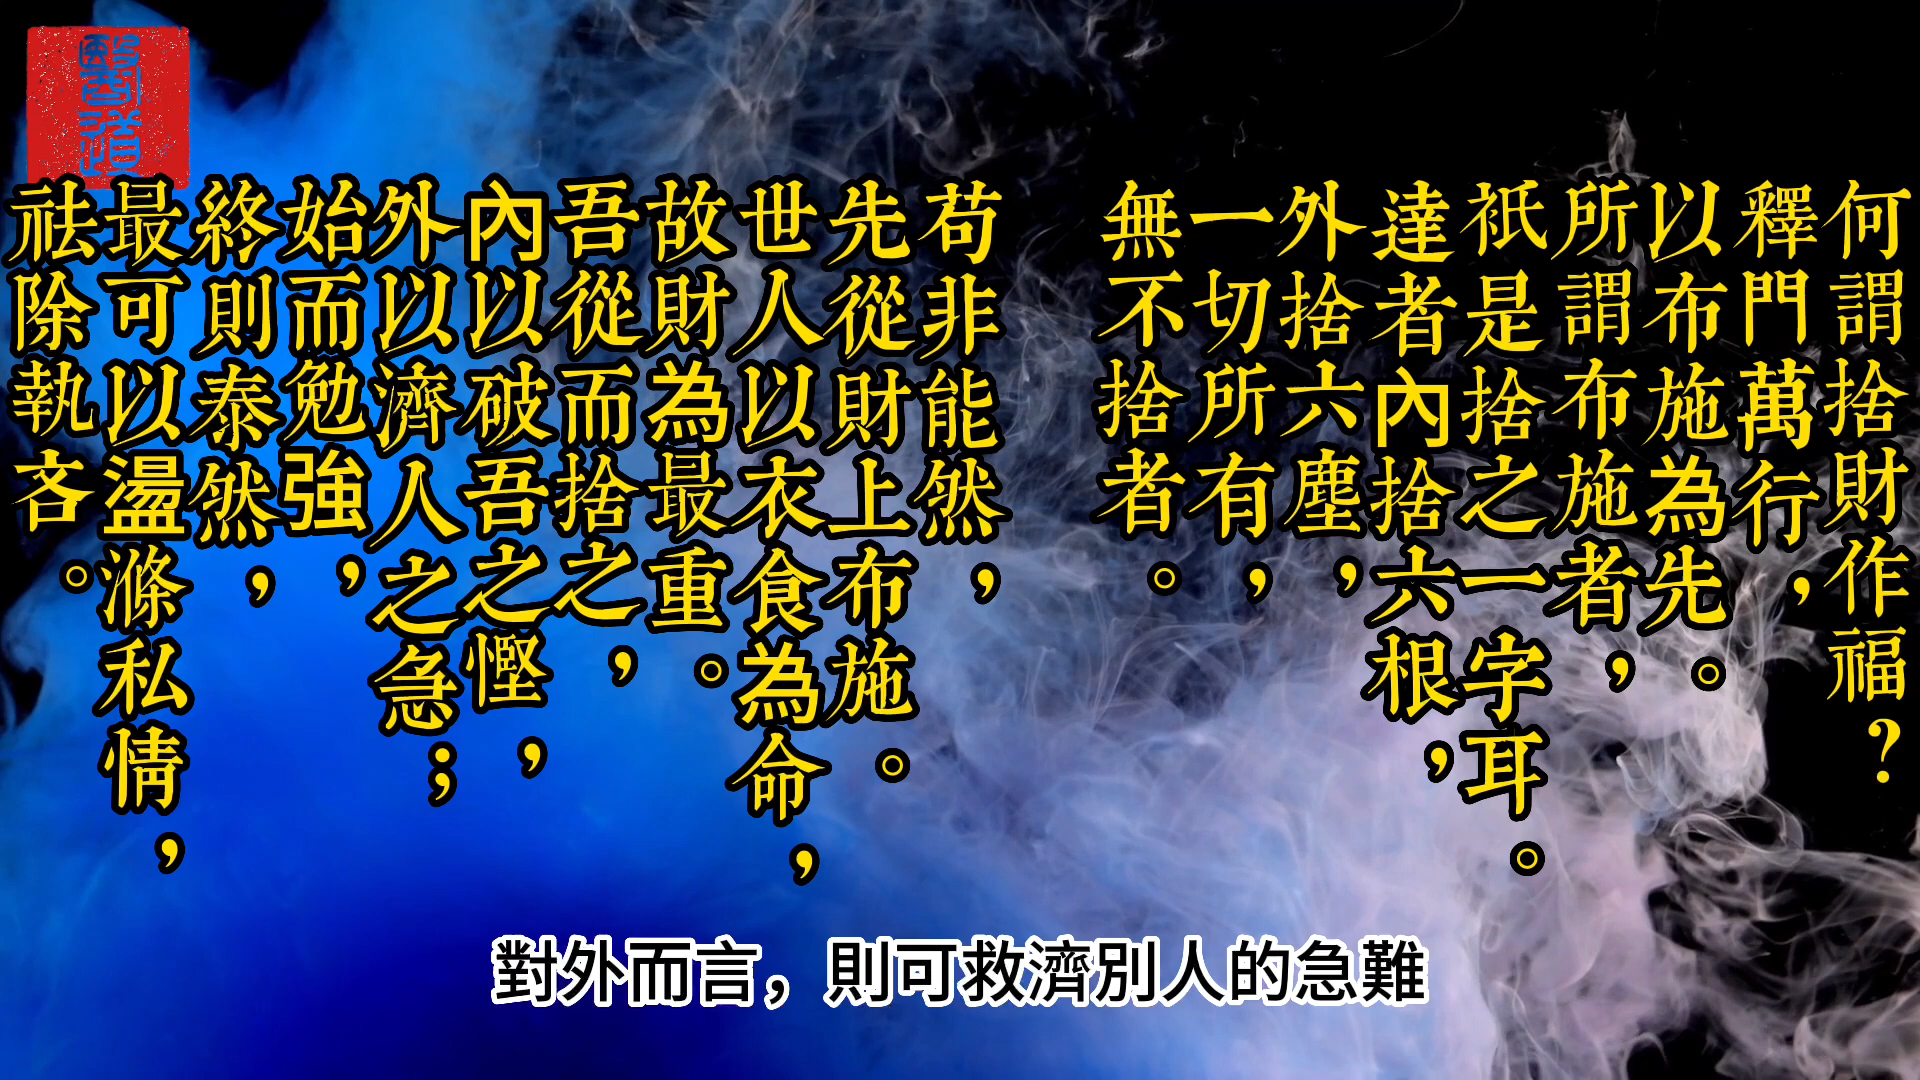 何謂捨財作福?
釋門萬行,
以布施為先。
所謂布施者,
祇是捨之一字耳。
達者內捨六根,
外捨六塵,
一切所有,
無不捨者。
苟非能然,
先從財上布施。
世人以衣食為命,
故財為最重。
吾從而捨之,
內以破吾之慳,
外以濟人之急;
始而勉強,
終則泰然,
最可以盪滌私情,
祛除執吝。
對外而言,則可救濟別人的急難